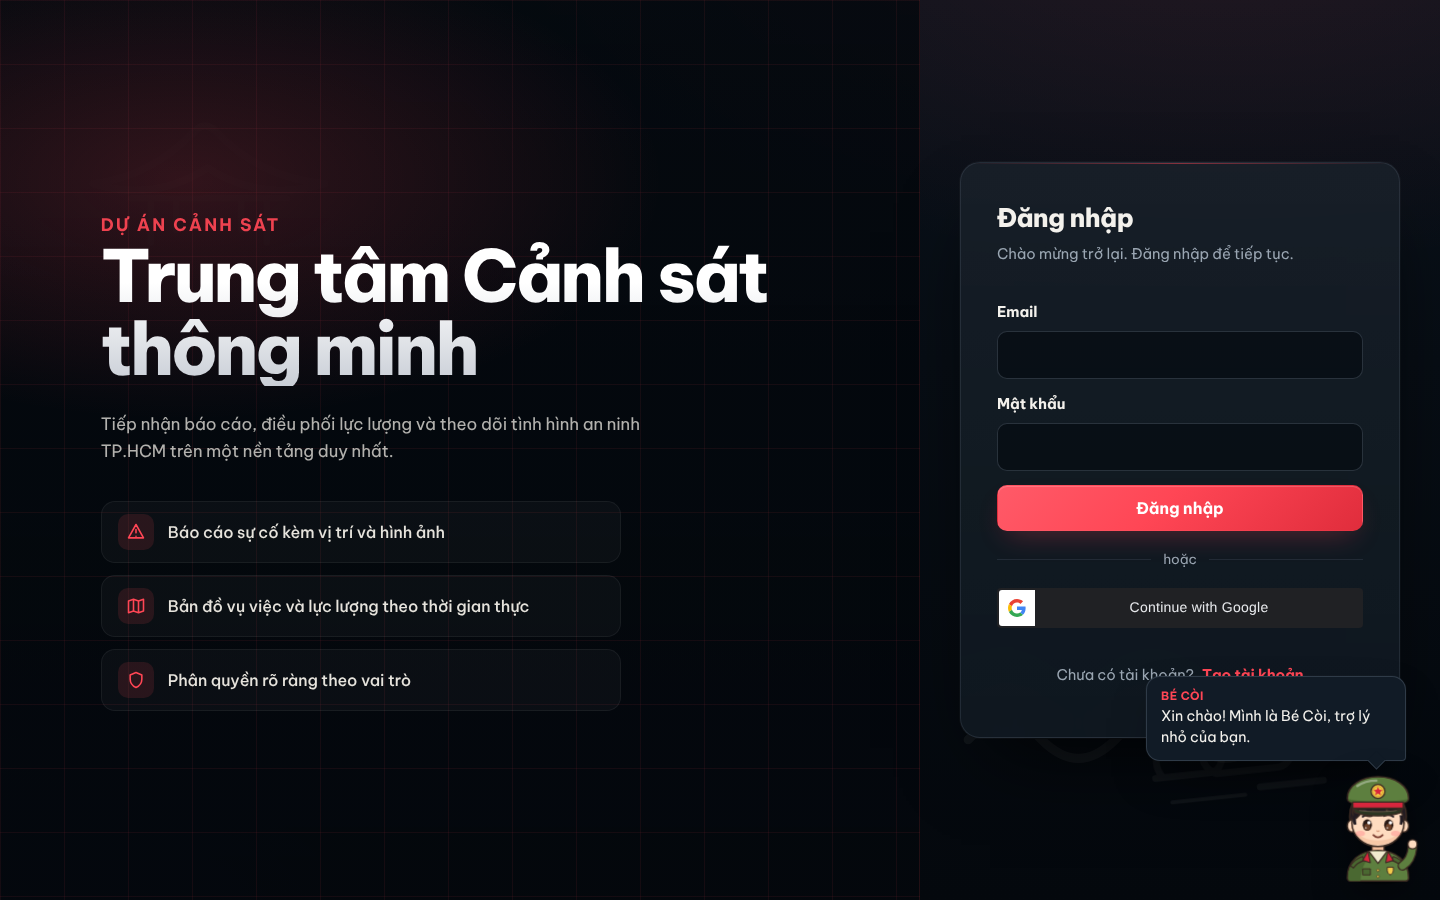 DỰ ÁN CẢNH SÁT
Trung tâm Cảnh sát
thông minh
Tiếp nhận báo cáo, điều phối lực lượng và theo dõi tình hình an ninh
TP.HCM trên một nền tảng duy nhất.
Báo cáo sự cố kèm vị trí và hình ảnh
Bản đồ vụ việc và lực lượng theo thời gian thực
Phân quyền rõ ràng theo vai trò
Đăng nhập
Chào mừng trở lại. Đăng nhập để tiếp tục.
Email
Mật khẩu
Đăng nhập
hoặc
Continue with Google
Chưa có tài khoản? Tạo tài khoản
BÉ CÒI
Xin chào! Mình là Bé Còi, trợ lý
nhỏ của bạn.